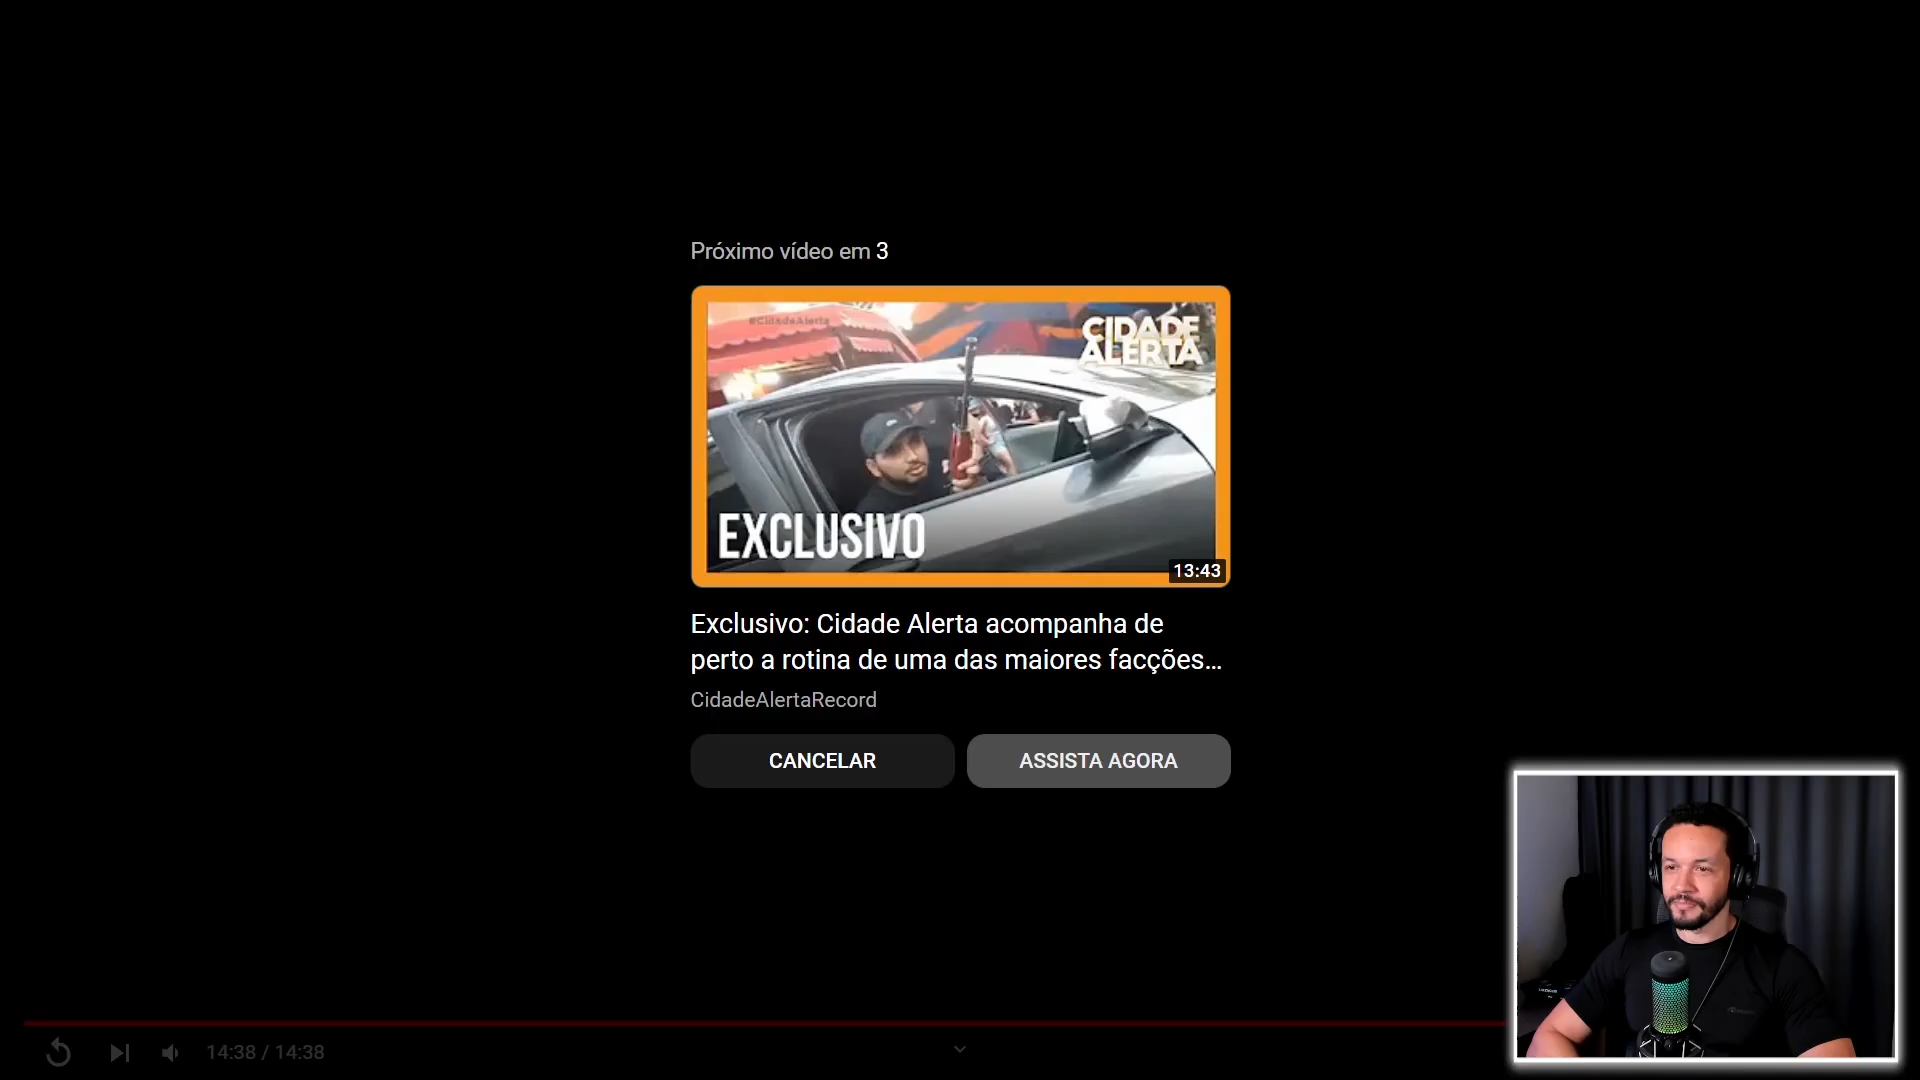 Próximo vídeo em 3
#CidadeAlerta
CIDADE
ALERTA
EXCLUSIVO
13:43
Exclusivo: Cidade Alerta acompanha de
perto a rotina de uma das maiores facções...
CidadeAlertaRecord
CANCELAR
ASSISTA AGORA
14:38 / 14:38